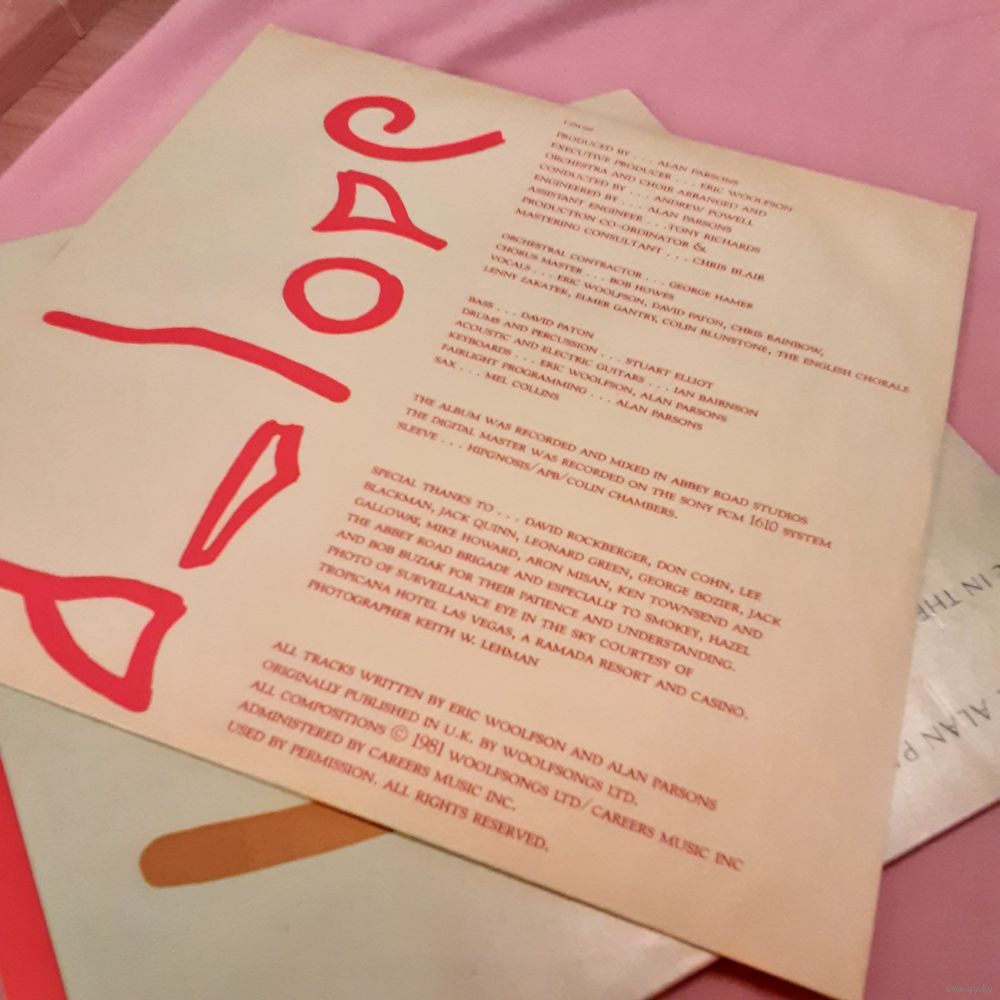 PRODUCED BY . . . ALAN PARSONS
EXECUTIVE PRODUCER . . . ERIC WOOLFSON
ORCHESTRA AND CHOIR ARRANGED AND
CONDUCTED BY . . . ANDREW POWELL
ENGINEERED BY . . . ALAN PARSONS
ASSISTANT ENGINEER . . .TONY RICHARDS
PRODUCTION CO-ORDINATOR &
MASTERING CONSULTANT . . . CHRIS BLAIR
ORCHESTRAL CONTRACTOR . . . GEORGE HAMER
CHORUS MASTER . . . BOB HOWES
VOCALS . . . ERIC WOOLFSON, DAVID PATON, CHRIS RAINBOW,
LENNY ZAKATEK, ELMER GANTRY, COLIN BLUNSTONE, THE ENGLISH CHORALE
BASS . . . DAVID PATON
DRUMS AND PERCUSSION . . . STUART ELLIOT
ACOUSTIC AND ELECTRIC GUITARS . . . IAN BAIRNSON
KEYBOARDS . . . ERIC WOOLFSON, ALAN PARSONS
FAIRLIGHT PROGRAMMING . . . ALAN PARSONS
SAX . . . MEL COLLINS
THE ALBUM WAS RECORDED AND MIXED IN ABBEY ROAD STUDIOS
THE DIGITAL MASTER WAS RECORDED ON THE SONY PCM 1610 SYSTEM
SLEEVE . . . HIPGNOSIS/APB/COLIN CHAMBERS.
SPECIAL THANKS TO . . . DAVID ROCKBERGER, DON COHN, LEE
BLACKMAN, JACK QUINN, LEONARD GREEN, GEORGE BOZIER, JACK
GALLOWAY, MIKE HOWARD, ARON MISAN, KEN TOWNSEND AND
THE ABBEY ROAD BRIGADE AND ESPECIALLY TO SMOKEY, HAZEL
AND BOB BUZIAK FOR THEIR PATIENCE AND UNDERSTANDING.
PHOTO OF SURVEILLANCE EYE IN THE SKY COURTESY OF
TROPICANA HOTEL LAS VEGAS, A RAMADA RESORT AND CASINO.
PHOTOGRAPHER KEITH W. LEHMAN
ALL TRACKS WRITTEN BY ERIC WOOLFSON AND ALAN PARSONS
ORIGINALLY PUBLISHED IN U.K. BY WOOLFSONGS LTD.
ALL COMPOSITIONS © 1981 WOOLFSONGS LTD/CAREERS MUSIC INC
ADMINISTERED BY CAREERS MUSIC INC.
USED BY PERMISSION. ALL RIGHTS RESERVED.
IN THE
ALAN P
www.ay.by